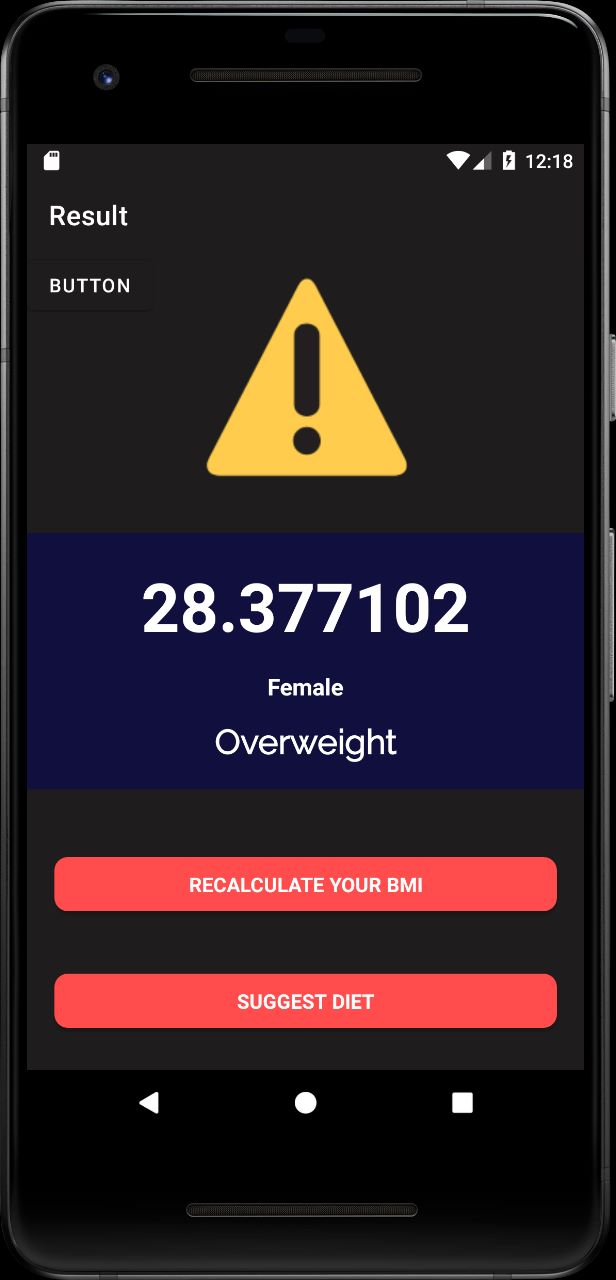 12:18
Result
BUTTON
28.377102
Female
Overweight
RECALCULATE YOUR BMI
SUGGEST DIET